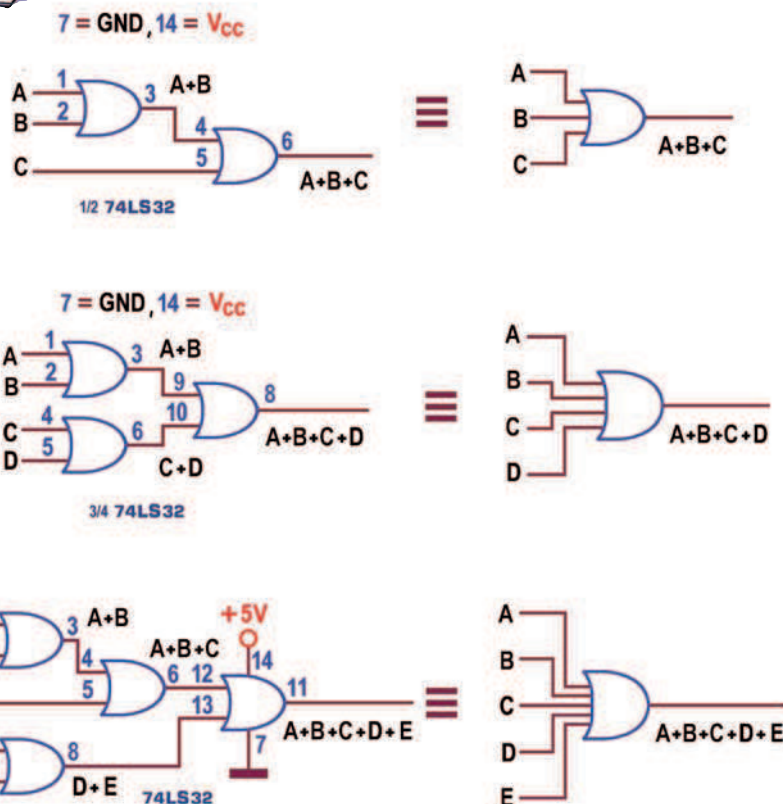 7 = GND, 14 = VCC
A 1 3 A+B
B 2 4 6
C 5 A+B+C
1/2 74LS32
≡
A
B
C
A+B+C
7 = GND, 14 = VCC
A 1 3 A+B
B 2 9 8
C 4 10 A+B+C+D
D 5 6 C+D
3/4 74LS32
≡
A
B
C
D
A+B+C+D
3 A+B +5V
4 A+B+C 14
5 6 12 11
13 A+B+C+D+E
8 7
D+E
74LS32
≡
A
B
C
D
E
A+B+C+D+E